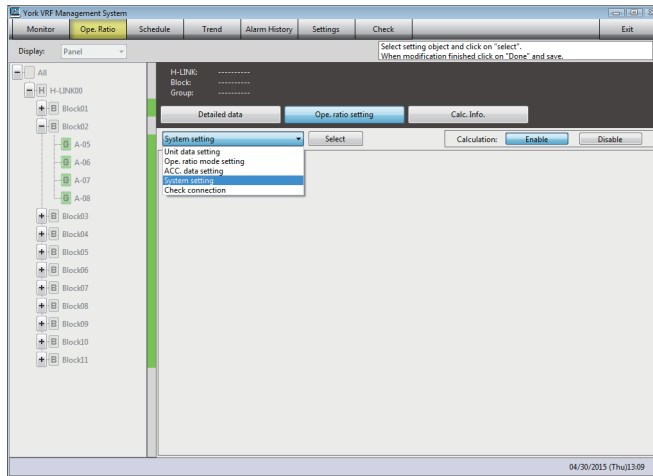 York VRF Management System
Monitor Ope. Ratio Schedule Trend Alarm History Settings Check Exit
Display: Panel
Select setting object and click on "select".
When modification finished click on "Done" and save.
All
H H-LINK00
B Block01
B Block02
G A-05
G A-06
G A-07
G A-08
B Block03
B Block04
B Block05
B Block06
B Block07
B Block08
B Block09
B Block10
B Block11
H-LINK: ----------
Block: ----------
Group: ----------
Detailed data Ope. ratio setting Calc. Info.
System setting Select Calculation: Enable Disable
Unit data setting
Ope. ratio mode setting
ACC. data setting
System setting
Check connection
04/30/2015 (Thu)13:09